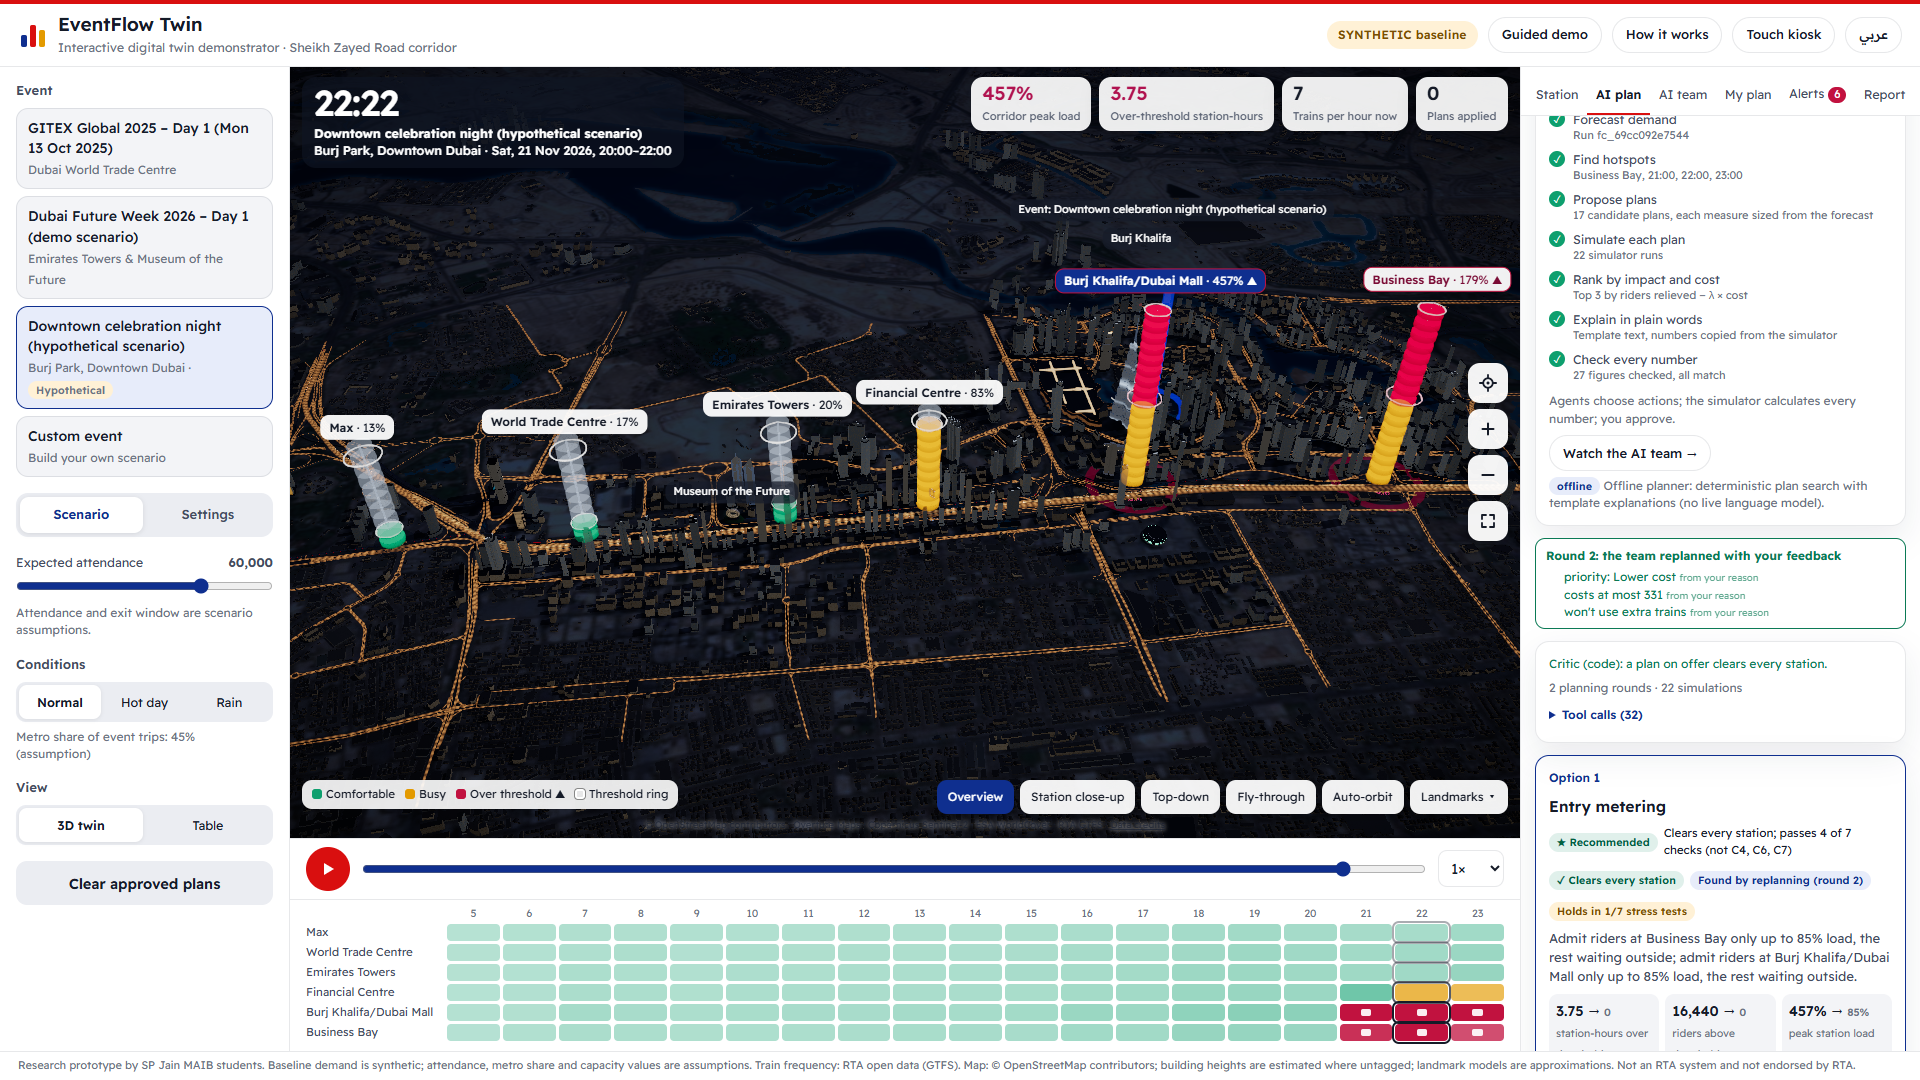 EventFlow Twin
Interactive digital twin demonstrator · Sheikh Zayed Road corridor
SYNTHETIC baseline
Guided demo
How it works
Touch kiosk
عربي
Event
GITEX Global 2025 – Day 1 (Mon
13 Oct 2025)
Dubai World Trade Centre
Dubai Future Week 2026 – Day 1
(demo scenario)
Emirates Towers & Museum of the
Future
Downtown celebration night
(hypothetical scenario)
Burj Park, Downtown Dubai ·
Hypothetical
Custom event
Build your own scenario
Scenario
Settings
Expected attendance 60,000
Attendance and exit window are scenario
assumptions.
Conditions
Normal
Hot day
Rain
Metro share of event trips: 45%
(assumption)
View
3D twin
Table
Clear approved plans
22:22
Downtown celebration night (hypothetical scenario)
Burj Park, Downtown Dubai · Sat, 21 Nov 2026, 20:00–22:00
457%
Corridor peak load
3.75
Over-threshold station-hours
7
Trains per hour now
0
Plans applied
Event: Downtown celebration night (hypothetical scenario)
Burj Khalifa
Burj Khalifa/Dubai Mall · 457% ▲
Business Bay · 179% ▲
Financial Centre · 83%
Emirates Towers · 20%
World Trade Centre · 17%
Max · 13%
Museum of the Future
Comfortable
Busy
Over threshold ▲
Threshold ring
Overview
Station close-up
Top-down
Fly-through
Auto-orbit
Landmarks
1×
5 6 7 8 9 10 11 12 13 14 15 16 17 18 19 20 21 22 23
Max
World Trade Centre
Emirates Towers
Financial Centre
Burj Khalifa/Dubai Mall
Business Bay
Station
AI plan
AI team
My plan
Alerts 6
Report
Forecast demand
Run fc_69cc092e7544
Find hotspots
Business Bay, 21:00, 22:00, 23:00
Propose plans
17 candidate plans, each measure sized from the forecast
Simulate each plan
22 simulator runs
Rank by impact and cost
Top 3 by riders relieved − λ × cost
Explain in plain words
Template text, numbers copied from the simulator
Check every number
27 figures checked, all match
Agents choose actions; the simulator calculates every
number; you approve.
Watch the AI team →
offline Offline planner: deterministic plan search with
template explanations (no live language model).
Round 2: the team replanned with your feedback
priority: Lower cost from your reason
costs at most 331 from your reason
won't use extra trains from your reason
Critic (code): a plan on offer clears every station.
2 planning rounds · 22 simulations
Tool calls (32)
Option 1
Entry metering
★ Recommended
Clears every station; passes 4 of 7
checks (not C4, C6, C7)
✓ Clears every station
Found by replanning (round 2)
Holds in 1/7 stress tests
Admit riders at Business Bay only up to 85% load, the
rest waiting outside; admit riders at Burj Khalifa/Dubai
Mall only up to 85% load, the rest waiting outside.
3.75 → 0
station-hours over
16,440 → 0
riders above
457% → 85%
peak station load
Research prototype by SP Jain MAIB students. Baseline demand is synthetic; attendance, metro share and capacity values are assumptions. Train frequency: RTA open data (GTFS). Map: © OpenStreetMap contributors; building heights are estimated where untagged; landmark models are approximations. Not an RTA system and not endorsed by RTA.